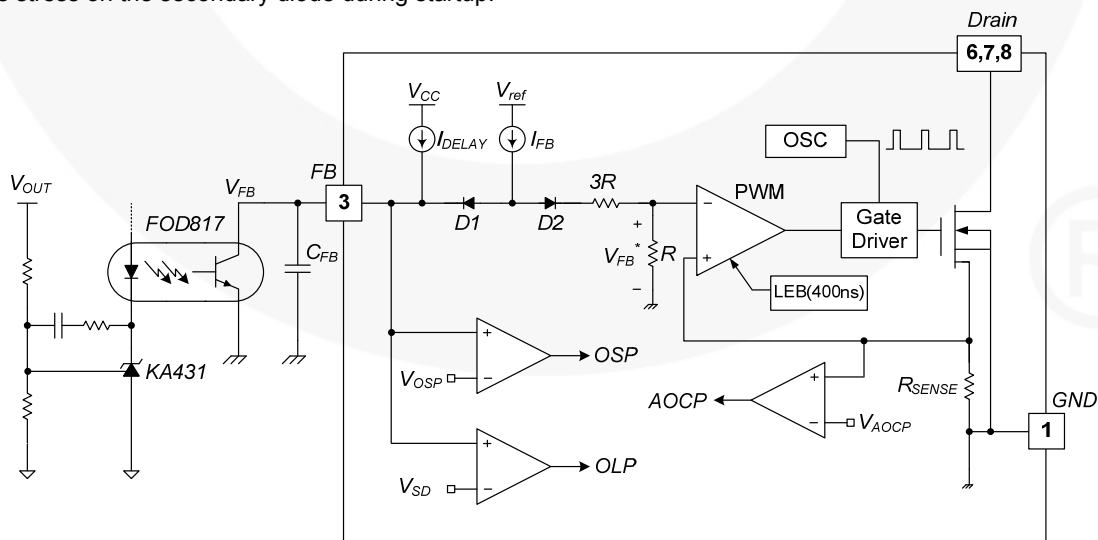 s stress on the secondary diode during startup.
Drain
6,7,8
VCC
Vref
IDELAY
IFB
OSC
VOUT
VFB
FB
3
3R
PWM
FOD817
D1
D2
−
+
Gate
Driver
CFB
+
VFB*
R
−
LEB(400ns)
KA431
+
−
OSP
VOSP
AOCP
+
−
VAOCP
RSENSE
GND
1
+
−
OLP
VSD
R